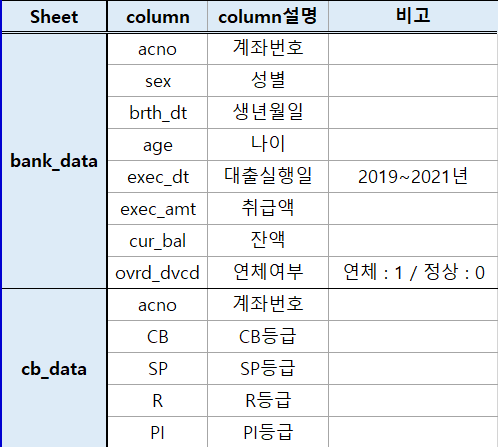 Sheet column column설명 비고
bank_data
acno 계좌번호
sex 성별
brth_dt 생년월일
age 나이
exec_dt 대출실행일 2019~2021년
exec_amt 취급액
cur_bal 잔액
ovrd_dvcd 연체여부 연체 : 1 / 정상 : 0
cb_data
acno 계좌번호
CB CB등급
SP SP등급
R R등급
PI PI등급